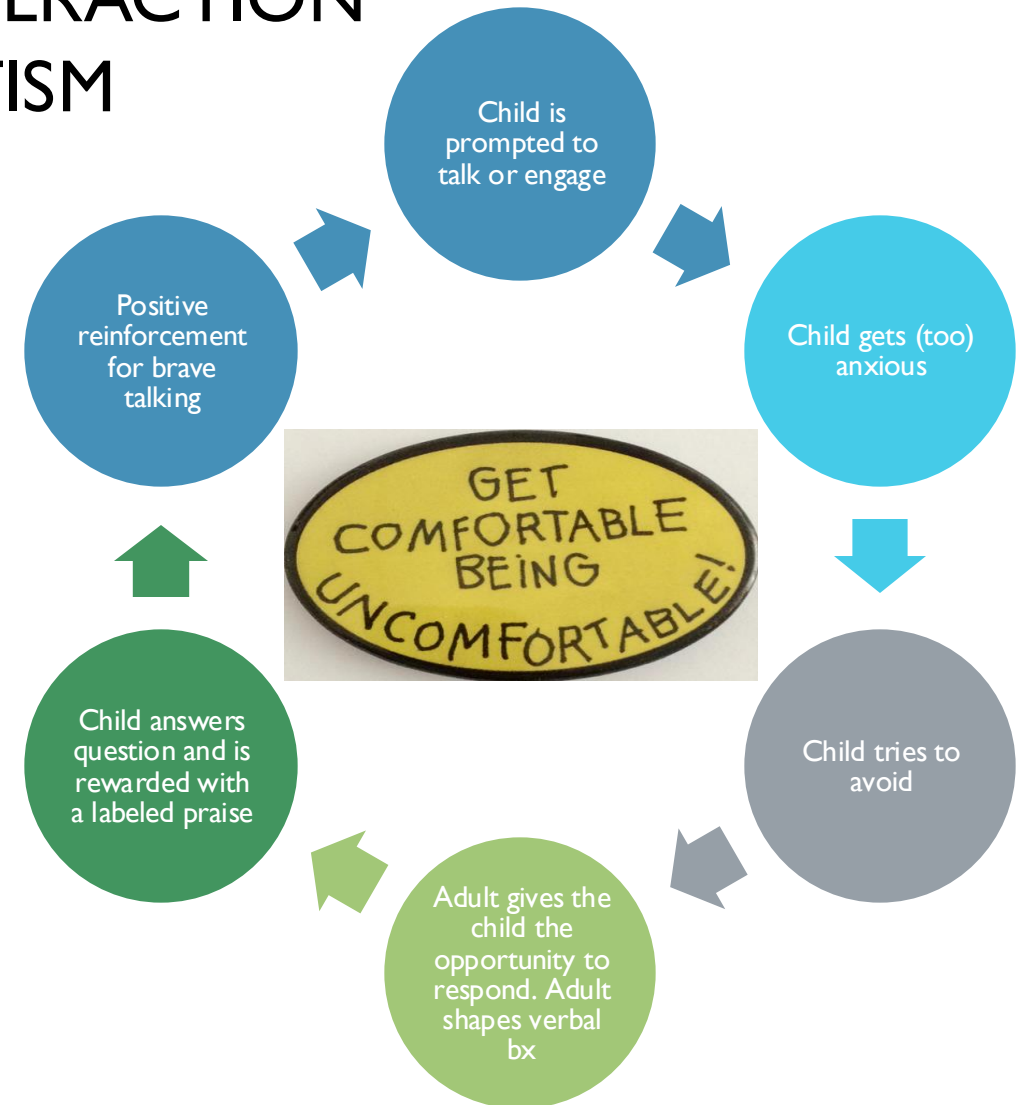 Child is
prompted to
talk or engage
Child gets (too)
anxious
Child tries to
avoid
Adult gives the
child the
opportunity to
respond. Adult
shapes verbal
bx
Child answers
question and is
rewarded with
a labeled praise
Positive
reinforcement
for brave
talking
GET
COMFORTABLE
BEING
UNCOMFORTABLE!